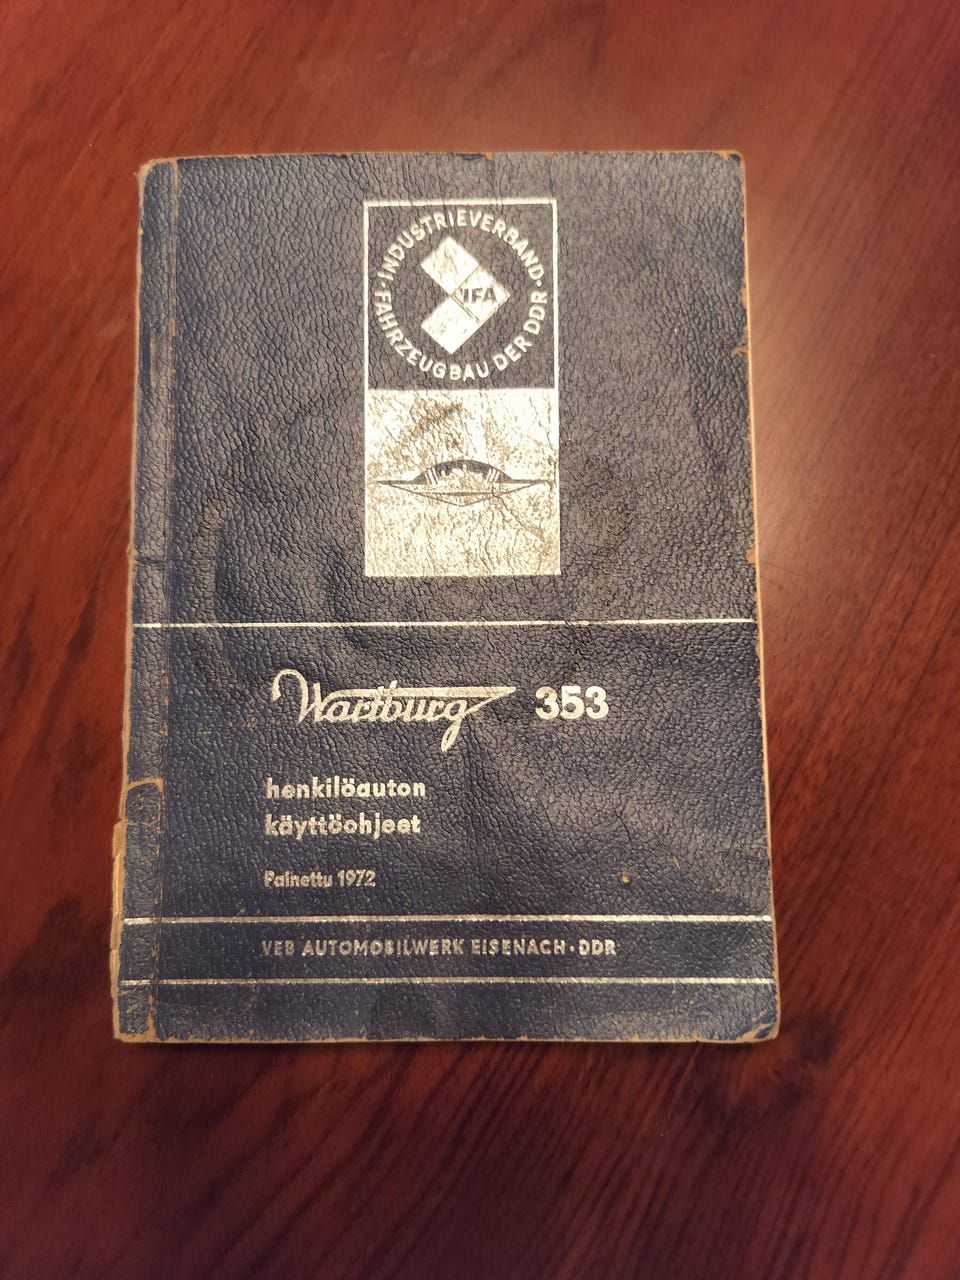 · INDUSTRIEVERBAND ·
FAHRZEUGBAU DER DDR
IFA
Wartburg 353
henkilöauton
käyttöohjeet
Painettu 1972
VEB AUTOMOBILWERK EISENACH · DDR